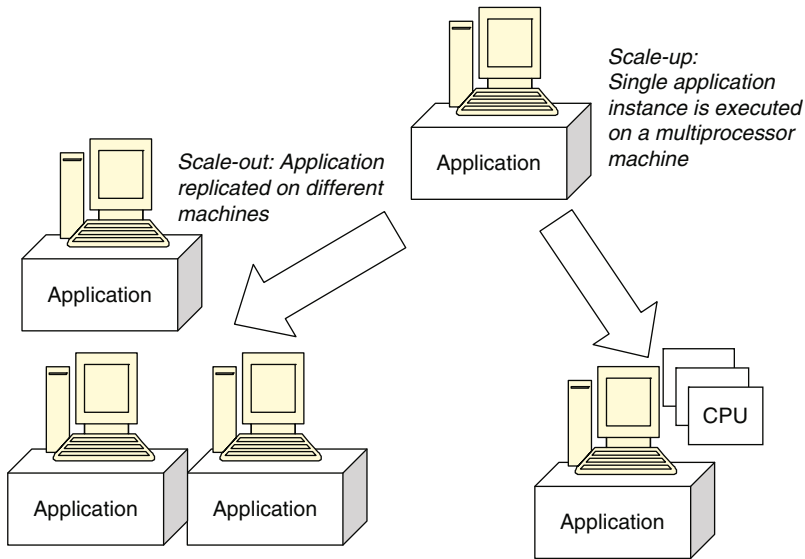 Scale-up:
Single application
instance is executed
on a multiprocessor
machine
Application
Scale-out: Application
replicated on different
machines
Application
Application
Application
CPU
Application